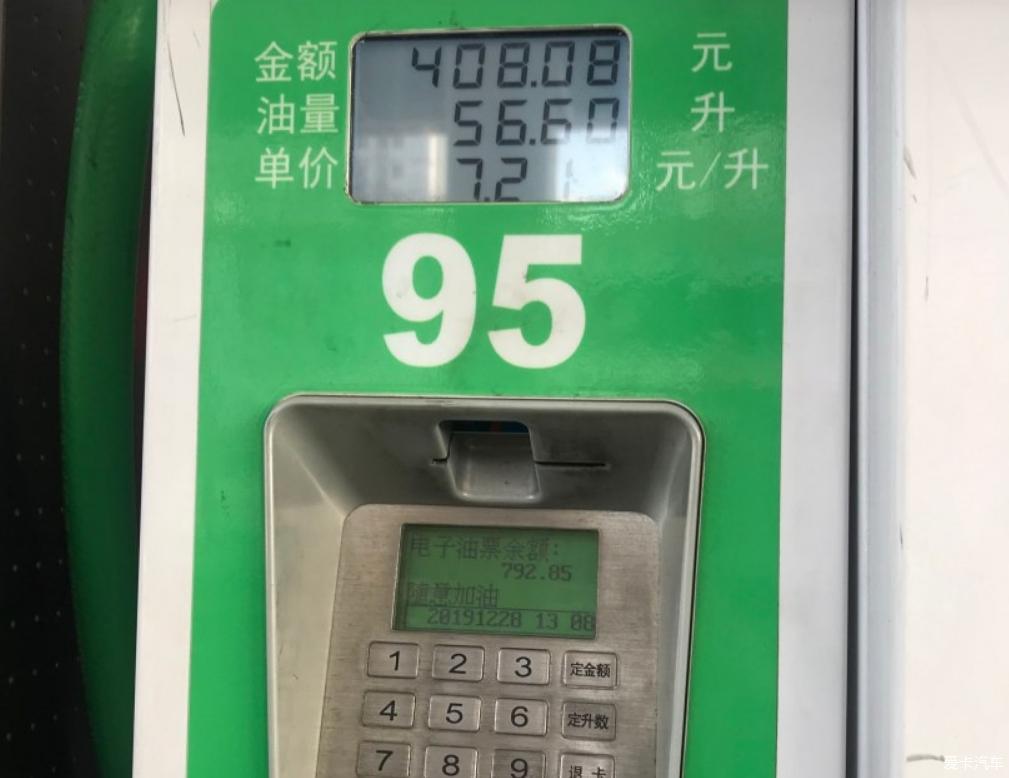 金额 408.08 元
油量 56.60 升
单价 7.21 元/升
95
电子油票余额:
792.85
随意加油
20191228 13 08
1 2 3 定金额
4 5 6 定升数
7 8 9 退卡
爱卡汽车